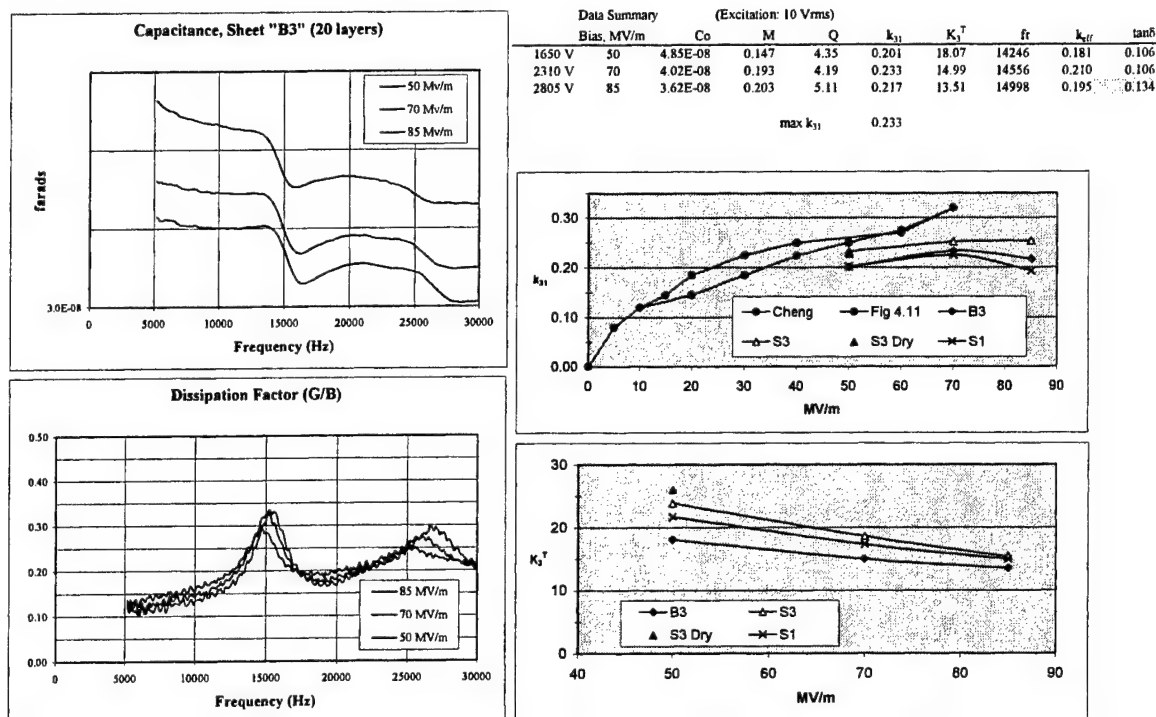 Capacitance, Sheet "B3" (20 layers)
50 Mv/m
70 Mv/m
85 Mv/m
farads
3.0E-08
0 5000 10000 15000 20000 25000 30000
Frequency (Hz)
Dissipation Factor (G/B)
0.50
0.40
0.30
0.20
0.10
0.00
85 MV/m
70 MV/m
50 MV/m
0 5000 10000 15000 20000 25000 30000
Frequency (Hz)
Data Summary (Excitation: 10 Vrms)
Bias, MV/m Co M Q k31 K3T fr keff tanδ
1650 V 50 4.85E-08 0.147 4.35 0.201 18.07 14246 0.181 0.106
2310 V 70 4.02E-08 0.193 4.19 0.233 14.99 14556 0.210 0.106
2805 V 85 3.62E-08 0.203 5.11 0.217 13.51 14998 0.195 0.134
max k31 0.233
0.30
0.20
0.10
0.00
k31
Cheng Fig 4.11 B3
S3 S3 Dry S1
0 10 20 30 40 50 60 70 80 90
MV/m
30
20
10
0
K3T
B3 S3
S3 Dry S1
40 50 60 70 80 90
MV/m